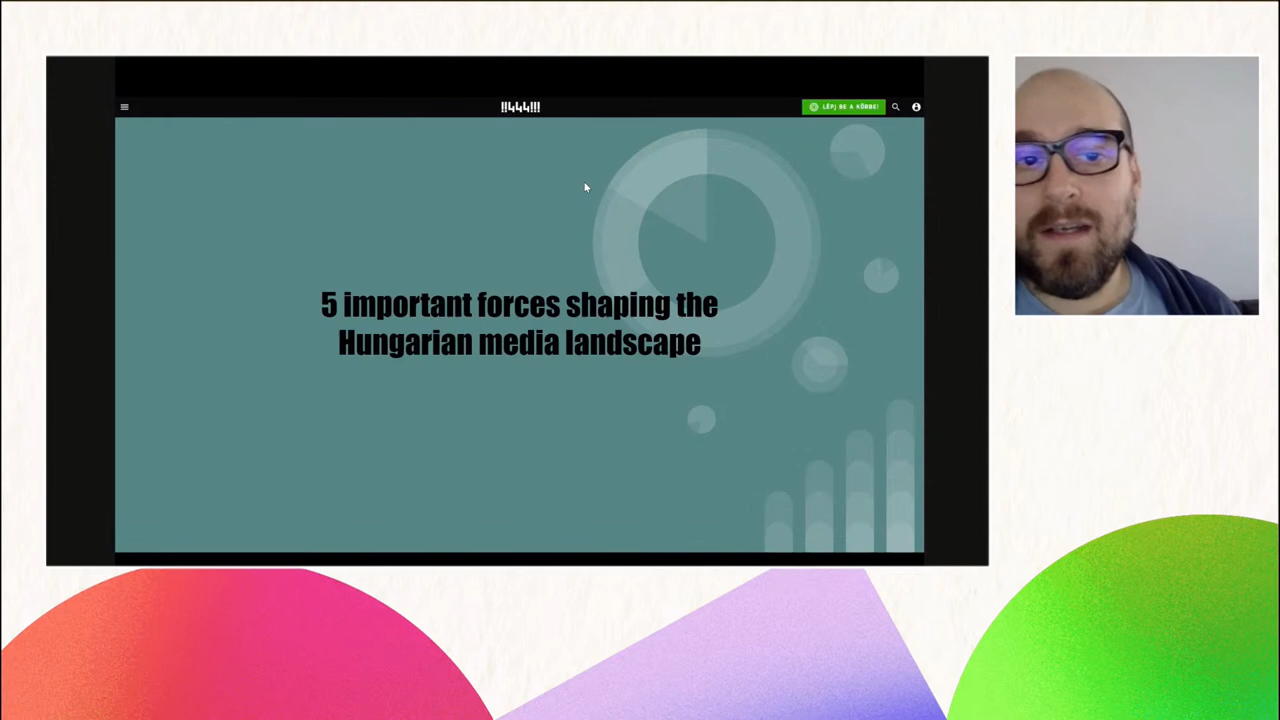 !!444!!!
LÉPJ BE A KÖRBE!
5 important forces shaping the
Hungarian media landscape